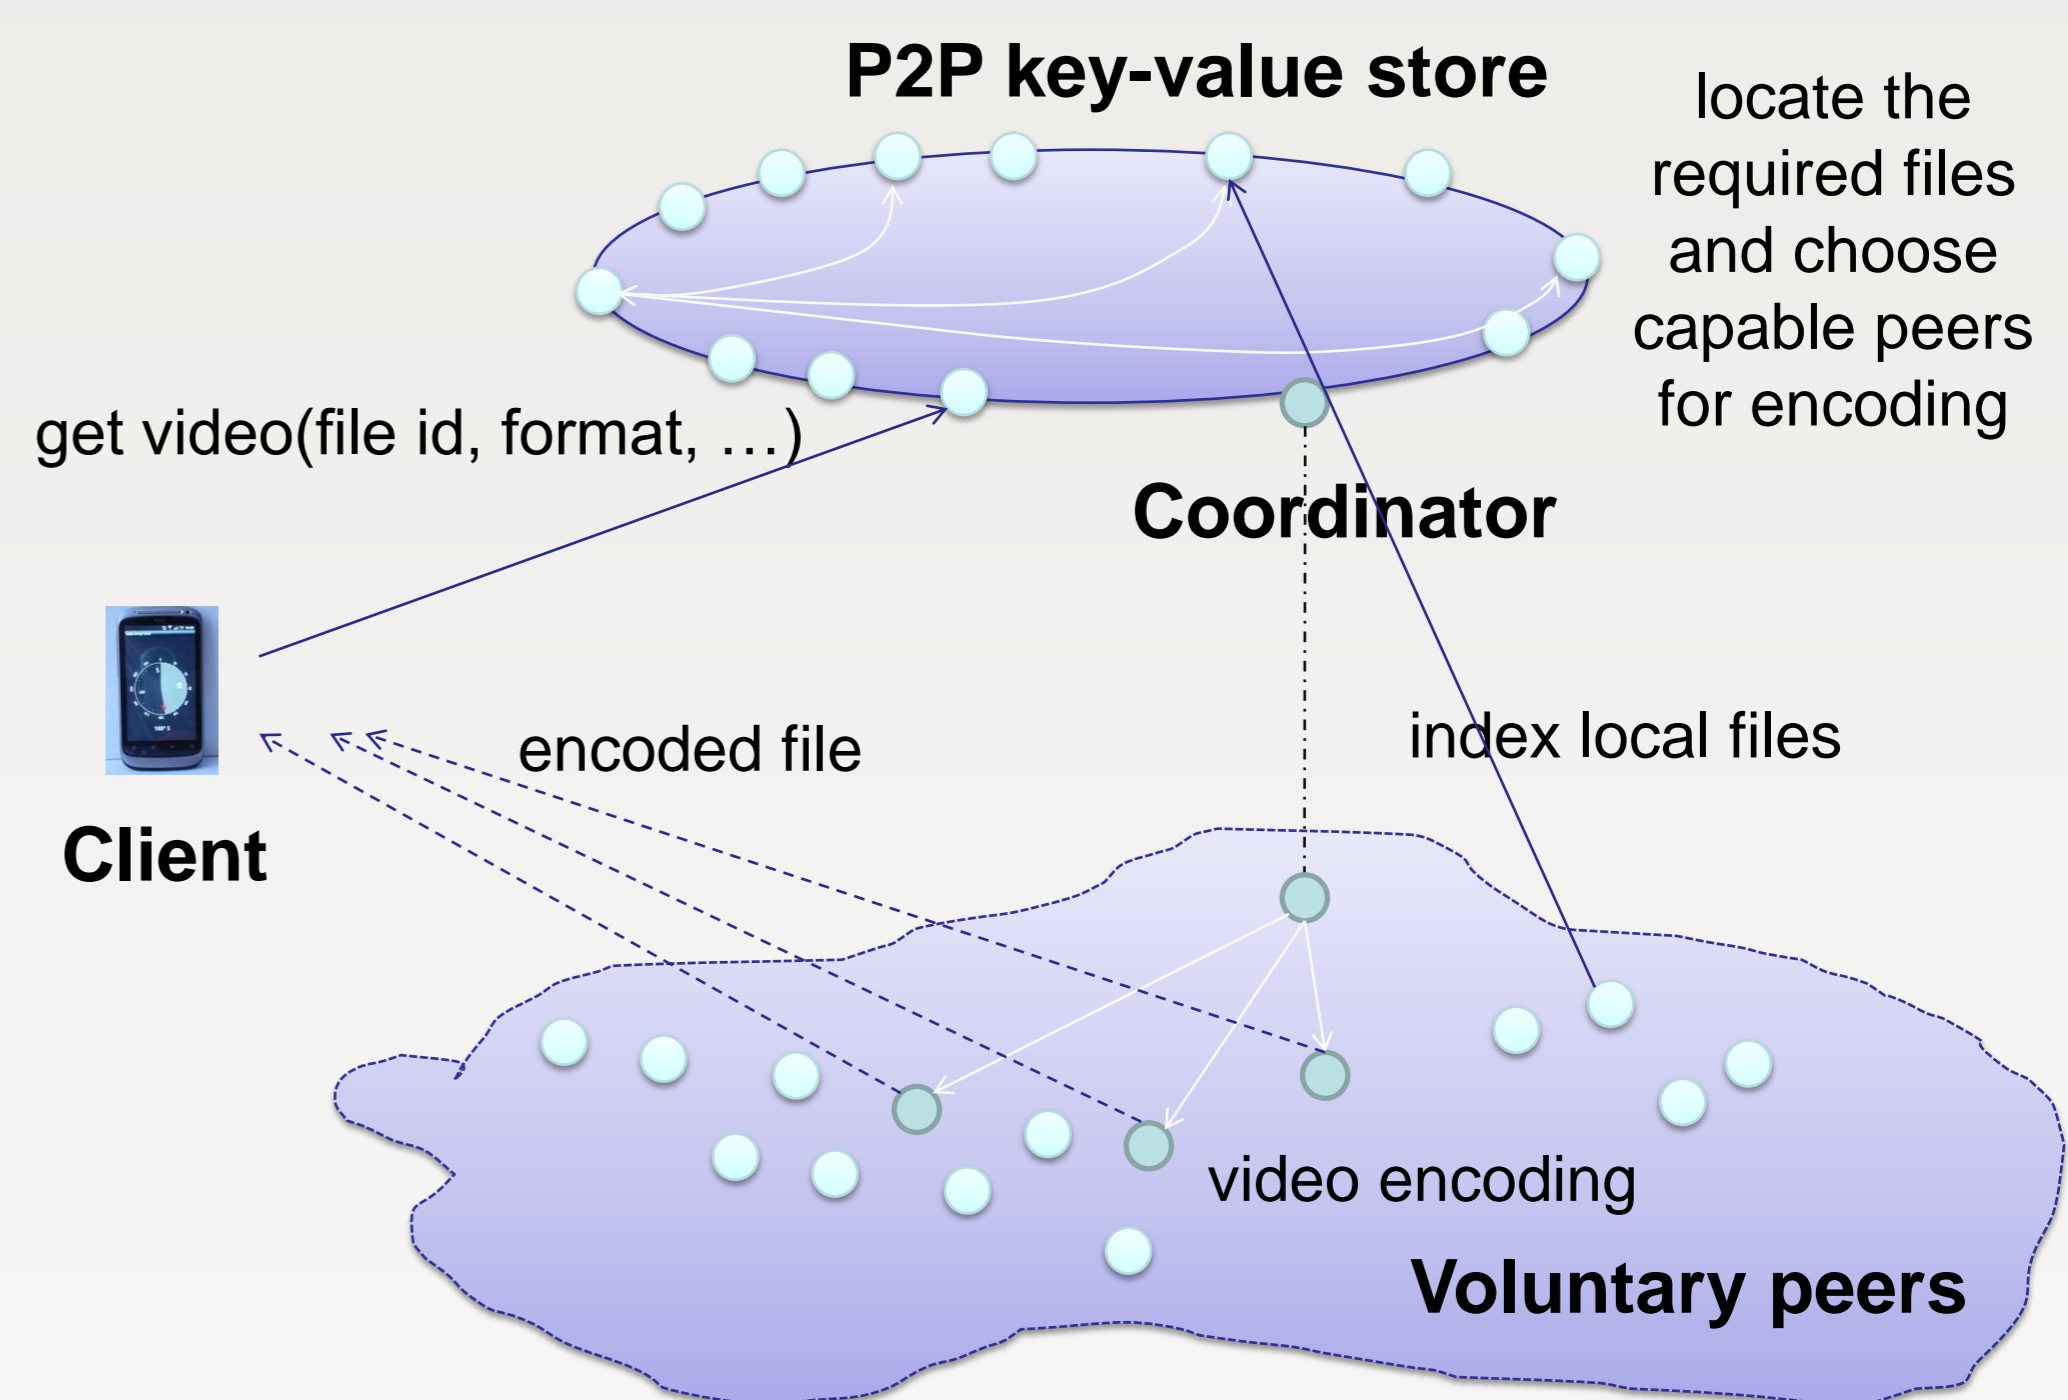 P2P key-value store
locate the
required files
and choose
capable peers
for encoding
get video(file id, format, …)
Coordinator
index local files
encoded file
Client
video encoding
Voluntary peers